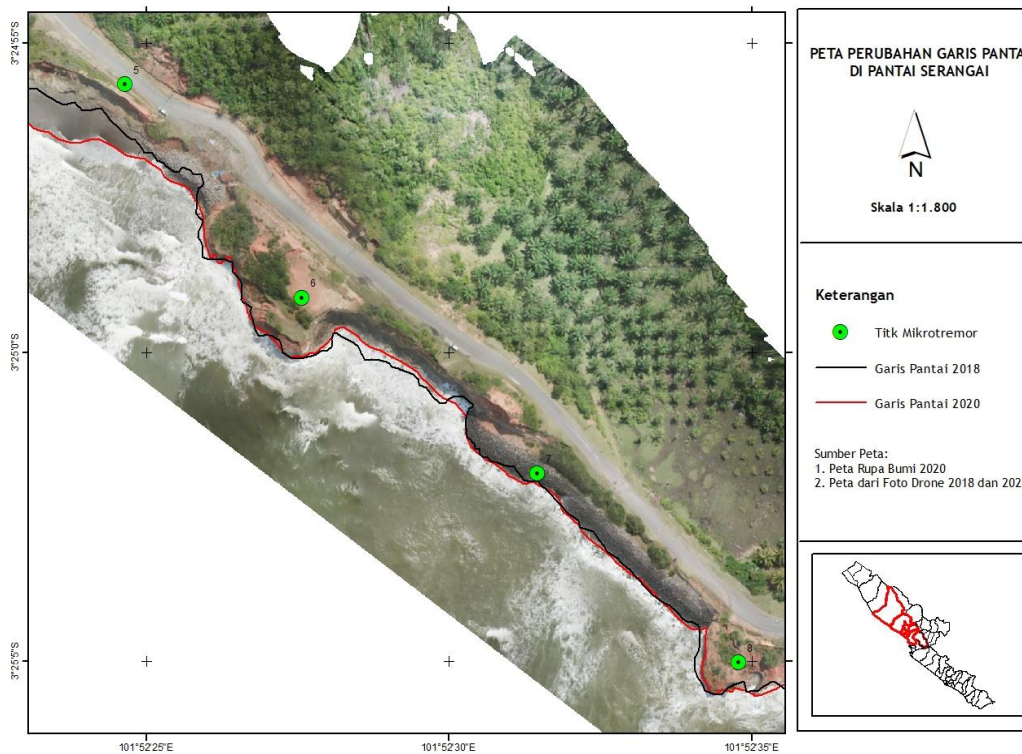 PETA PERUBAHAN GARIS PANTA
DI PANTAI SERANGAI
N
Skala 1:1.800
Keterangan
Titk Mikrotremor
Garis Pantai 2018
Garis Pantai 2020
Sumber Peta:
1. Peta Rupa Bumi 2020
2. Peta dari Foto Drone 2018 dan 202
3°24'55"S
3°25'0"S
3°25'5"S
101°52'25"E
101°52'30"E
101°52'35"E
5
6
7
8